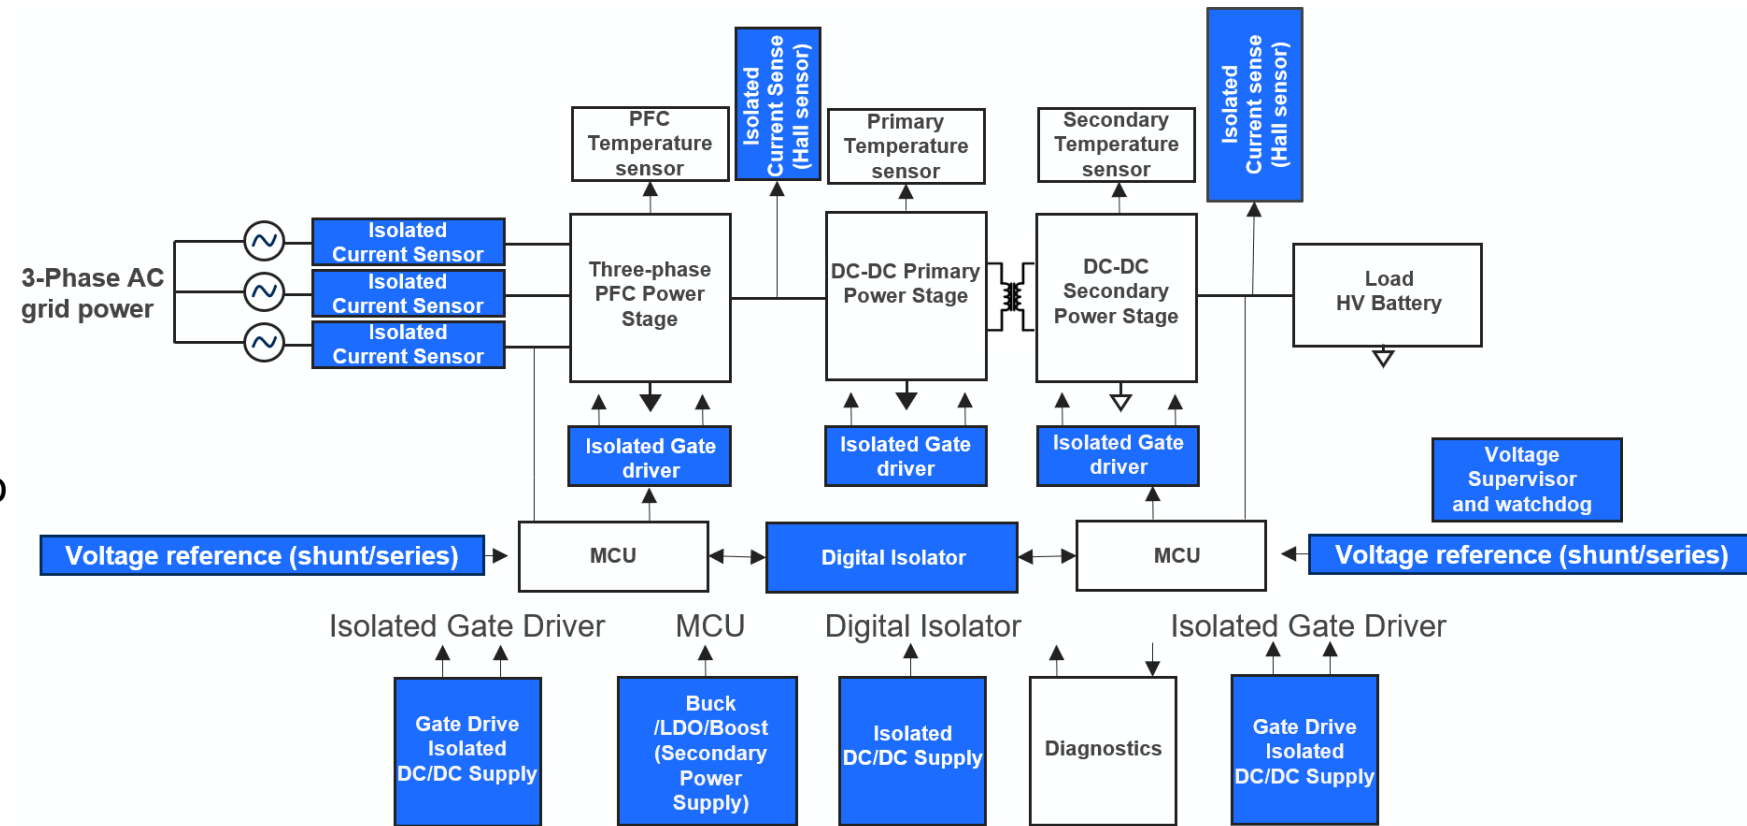 Isolated
Current Sense
(Hall sensor)
Isolated
Current sense
(Hall sensor)
PFC
Temperature
sensor
Primary
Temperature
sensor
Secondary
Temperature
sensor
3-Phase AC
grid power
Isolated
Current Sensor
Isolated
Current Sensor
Isolated
Current Sensor
Three-phase
PFC Power
Stage
DC-DC Primary
Power Stage
DC-DC
Secondary
Power Stage
Load
HV Battery
Isolated Gate
driver
Isolated Gate
driver
Isolated Gate
driver
Voltage
Supervisor
and watchdog
Voltage reference (shunt/series)
MCU
Digital Isolator
MCU
Voltage reference (shunt/series)
Isolated Gate Driver
MCU
Digital Isolator
Isolated Gate Driver
Gate Drive
Isolated
DC/DC Supply
Buck
/LDO/Boost
(Secondary
Power
Supply)
Isolated
DC/DC Supply
Diagnostics
Gate Drive
Isolated
DC/DC Supply